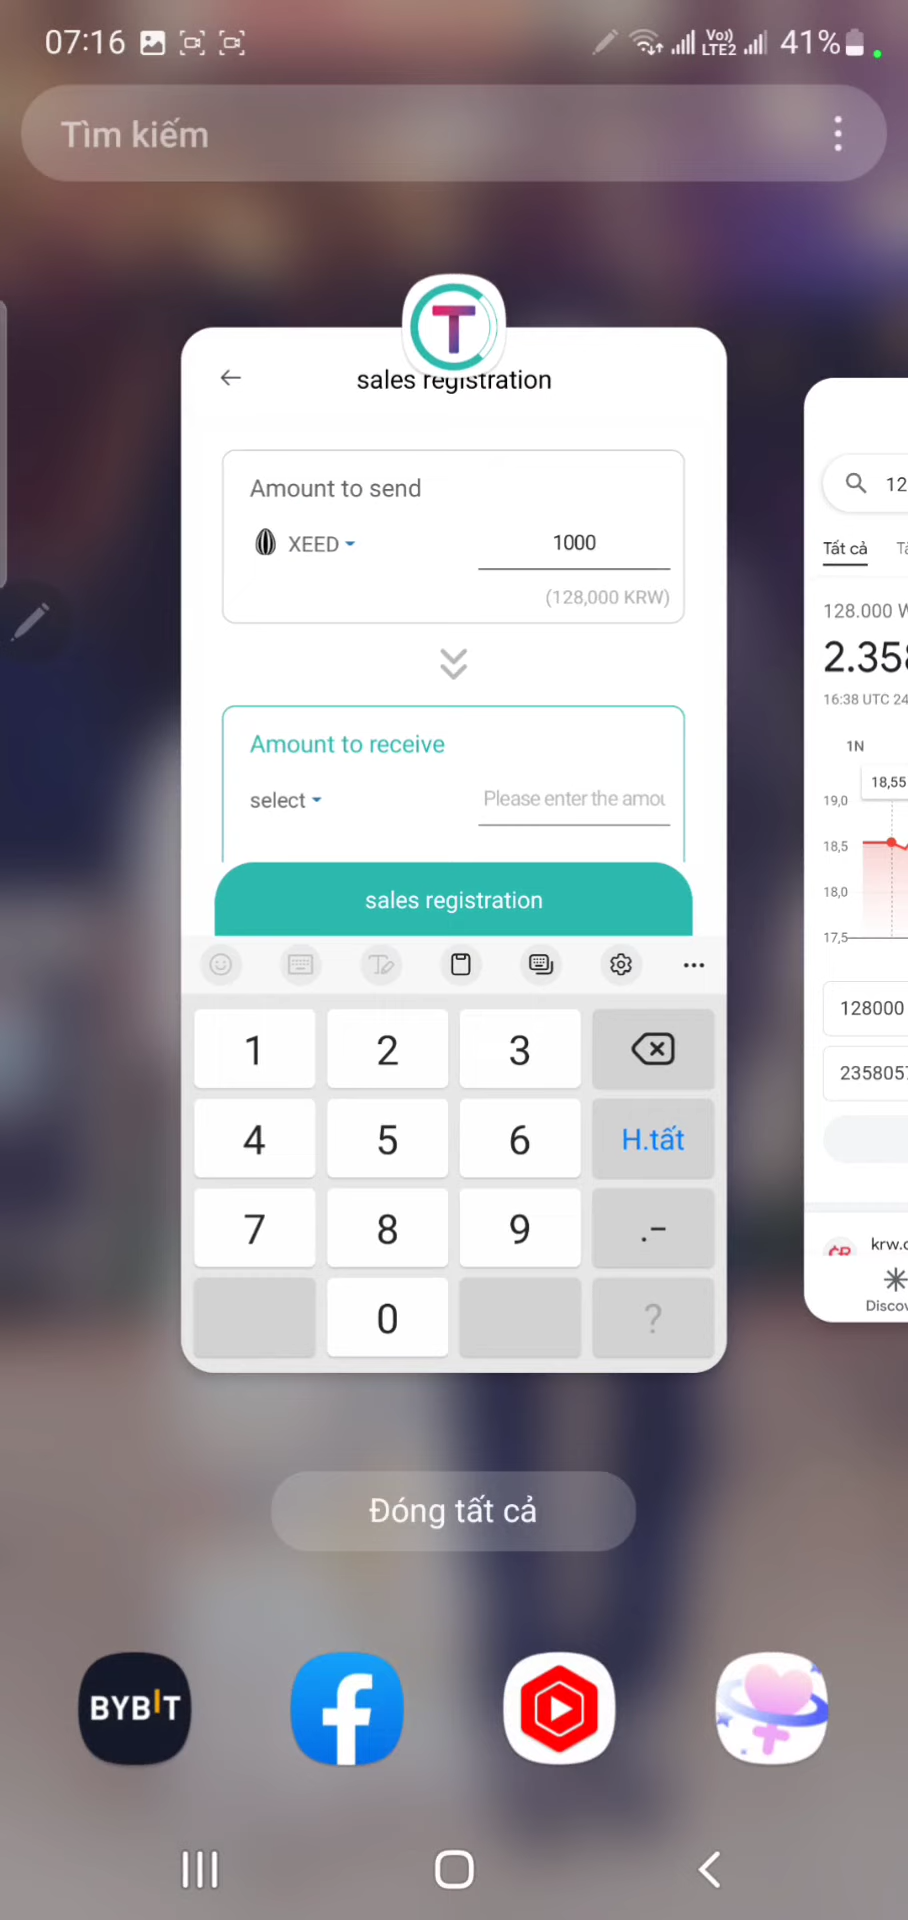 07:16
Vo)) LTE2 41%
Tìm kiếm
T
sales registration
Amount to send
XEED
1000
(128,000 KRW)
Amount to receive
select
Please enter the amou
sales registration
1 2 3
4 5 6 H.tất
7 8 9 .-
0 ?
12
Tất cả
128.000 W
2.358
16:38 UTC 24
1N
18,55
19,0
18,5
18,0
17,5
128000
2358057
krw.c
Discov
Đóng tất cả
BYBIT